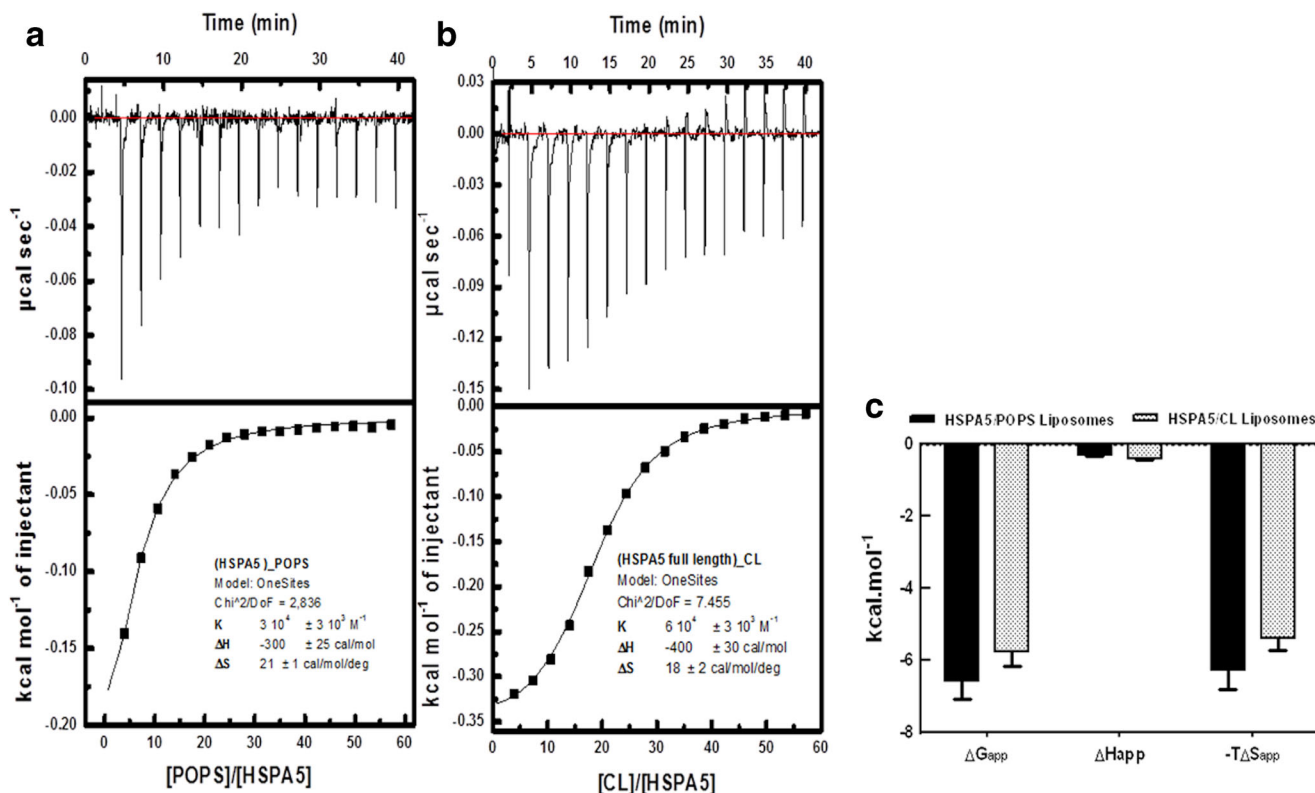 a
Time (min)
0 10 20 30 40
0.00
-0.02
-0.04
-0.06
-0.08
-0.10
µcal sec⁻¹
0.00
-0.05
-0.10
-0.15
-0.20
kcal mol⁻¹ of injectant
(HSPA5)_POPS
Model: OneSites
Chi^2/DoF = 2,836
K 3 10⁴ ± 3 10³ M⁻¹
ΔH -300 ± 25 cal/mol
ΔS 21 ± 1 cal/mol/deg
0 10 20 30 40 50 60
[POPS]/[HSPA5]
b
Time (min)
0 5 10 15 20 25 30 35 40
0.03
0.00
-0.03
-0.06
-0.09
-0.12
-0.15
µcal sec⁻¹
0.00
-0.05
-0.10
-0.15
-0.20
-0.25
-0.30
-0.35
kcal mol⁻¹ of injectant
(HSPA5 full length)_CL
Model: OneSites
Chi^2/DoF = 7.455
K 6 10⁴ ± 3 10³ M⁻¹
ΔH -400 ± 30 cal/mol
ΔS 18 ± 2 cal/mol/deg
0 10 20 30 40 50 60
[CL]/[HSPA5]
c
HSPA5/POPS Liposomes HSPA5/CL Liposomes
0
-2
-4
-6
-8
kcal.mol⁻¹
ΔGapp ΔHapp -TΔSapp